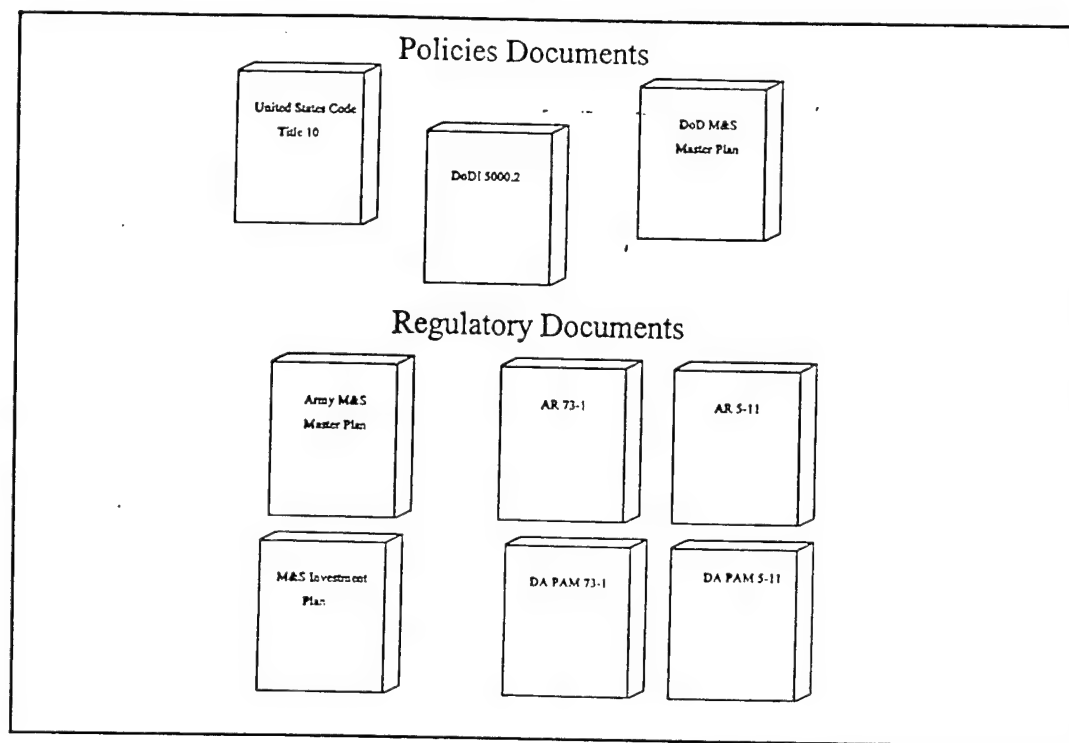 Policies Documents
United States Code
Title 10
DoDI 5000.2
DoD M&S
Master Plan
Regulatory Documents
Army M&S
Master Plan
AR 73-1
AR 5-11
M&S Investment
Plan
DA PAM 73-1
DA PAM 5-11